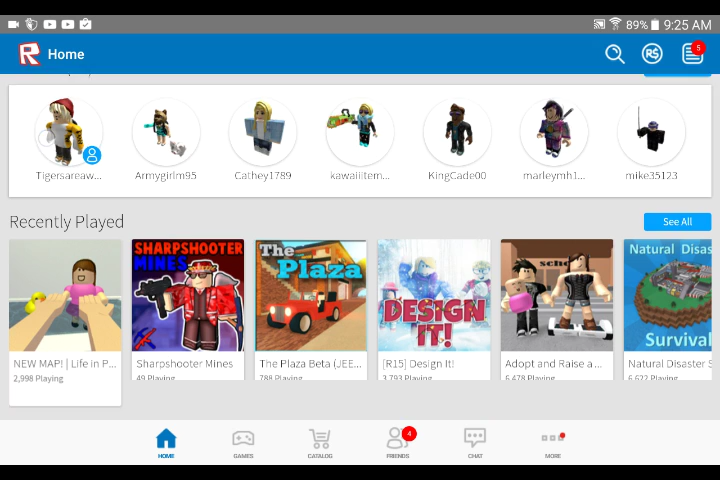 89% 9:25 AM
R Home R$ 5
Tigersareaw... Armygirlm95 Cathey1789 kawaiiitem... KingCade00 marleymh1... mike35123
Recently Played See All
SHARPSHOOTER
MINES
The
Plaza
DESIGN
IT!
Natural Disas
Survival
NEW MAP! | Life in P... Sharpshooter Mines The Plaza Beta (JEE... [R15] Design It! Adopt and Raise a ... Natural Disaster S
2,998 Playing 49 Playing 788 Playing 3,793 Playing 6,478 Playing 6,622 Playing
4
HOME GAMES CATALOG FRIENDS CHAT MORE